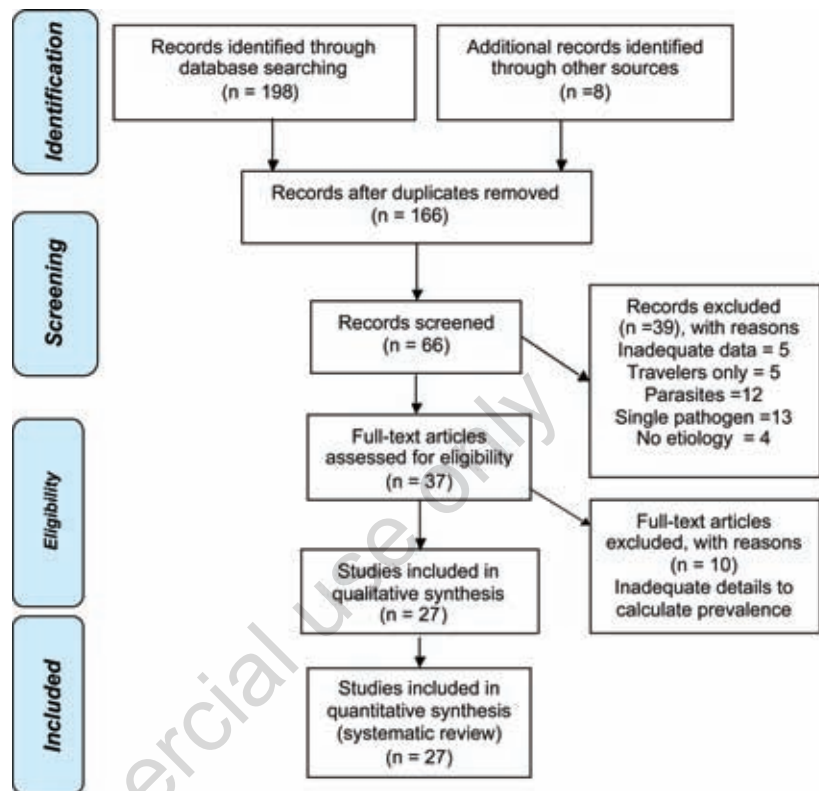 Identification
Records identified through
database searching
(n = 198)
Additional records identified
through other sources
(n =8)
Records after duplicates removed
(n = 166)
Screening
Records screened
(n = 66)
Records excluded
(n =39), with reasons
Inadequate data = 5
Travelers only = 5
Parasites =12
Single pathogen =13
No etiology = 4
Eligibility
Full-text articles
assessed for eligibility
(n = 37)
Full-text articles
excluded, with reasons
(n = 10)
Inadequate details to
calculate prevalence
Studies included in
qualitative synthesis
(n = 27)
Included
Studies included in
quantitative synthesis
(systematic review)
(n = 27)
ercial use only